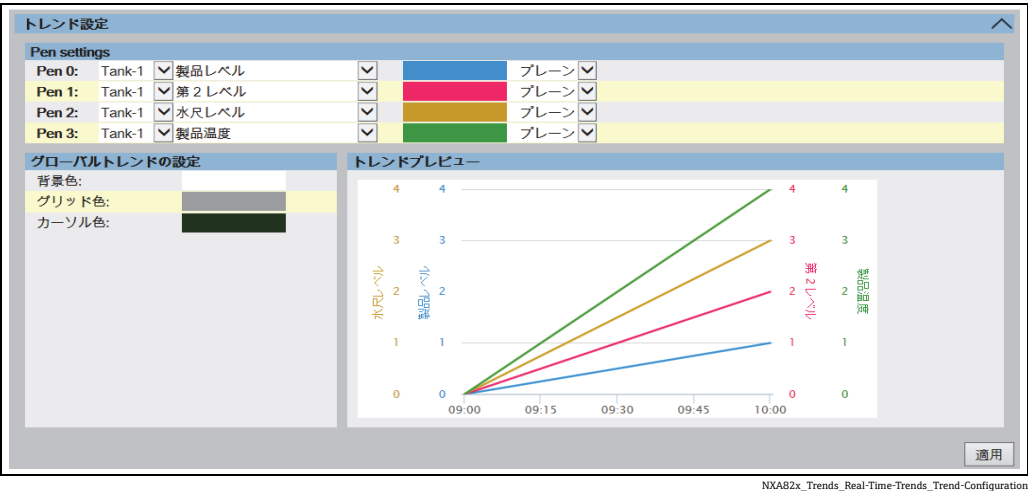 トレンド設定
Pen settings
Pen 0: Tank-1 製品レベル プレーン
Pen 1: Tank-1 第２レベル プレーン
Pen 2: Tank-1 水尺レベル プレーン
Pen 3: Tank-1 製品温度 プレーン
グローバルトレンドの設定
背景色:
グリッド色:
カーソル色:
トレンドプレビュー
4 4 4 4
3 3 3 3
2 2 2 2
1 1 1 1
0 0 0 0
水尺レベル
製品レベル
第２レベル
製品温度
09:00 09:15 09:30 09:45 10:00
適用
NXA82x_Trends_Real-Time-Trends_Trend-Configuration